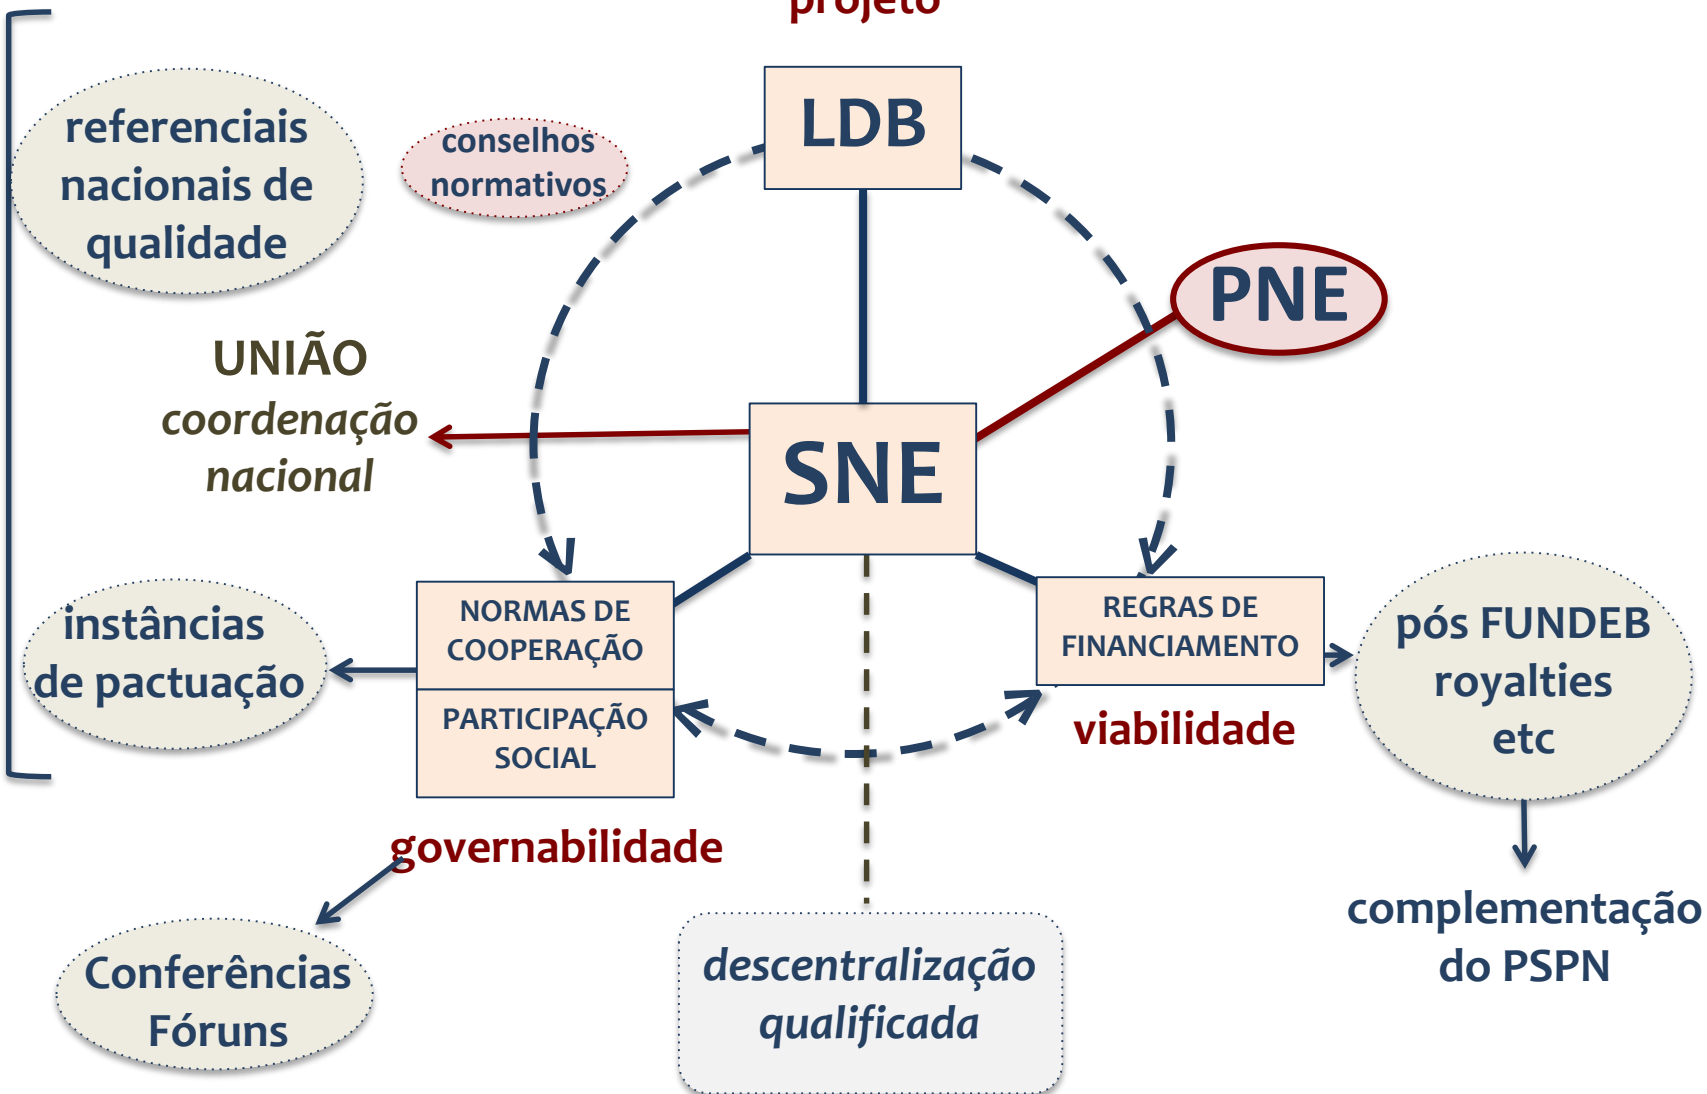 projeto
LDB
referenciais
nacionais de
qualidade
conselhos
normativos
PNE
UNIÃO
coordenação
nacional
SNE
NORMAS DE
COOPERAÇÃO
PARTICIPAÇÃO
SOCIAL
REGRAS DE
FINANCIAMENTO
instâncias
de pactuação
pós FUNDEB
royalties
etc
viabilidade
governabilidade
complementação
do PSPN
Conferências
Fóruns
descentralização
qualificada